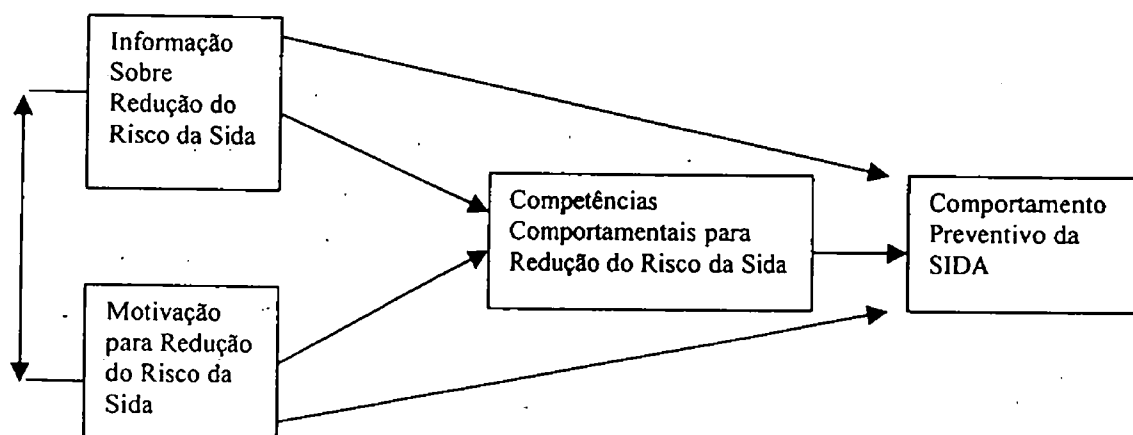 Informação
Sobre
Redução do
Risco da Sida
Motivação
para Redução
do Risco da
Sida
Competências
Comportamentais para
Redução do Risco da Sida
Comportamento
Preventivo da
SIDA